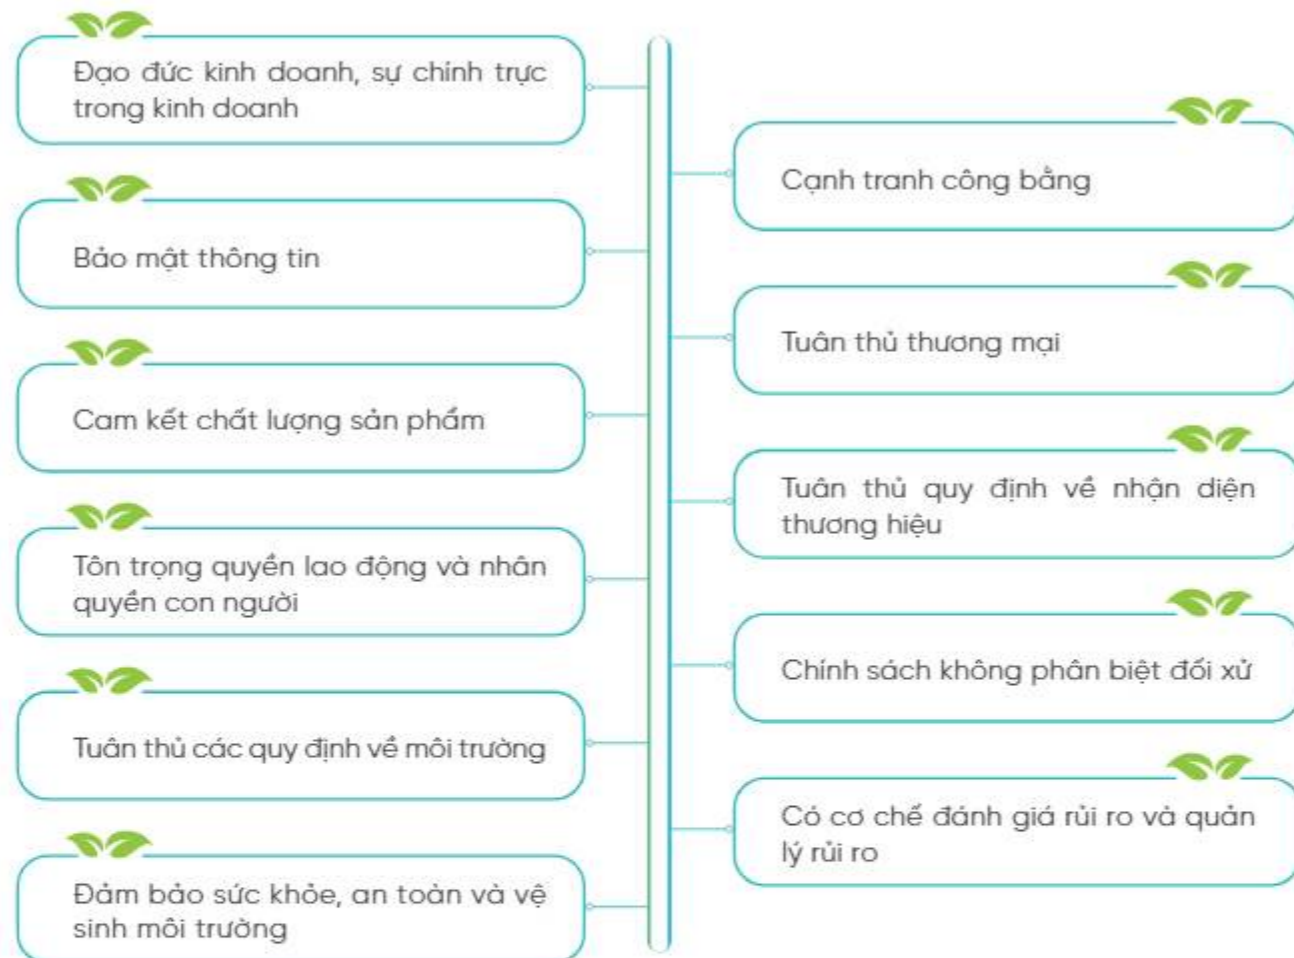 Đạo đức kinh doanh, sự chính trực
trong kinh doanh
Cạnh tranh công bằng
Bảo mật thông tin
Tuân thủ thương mại
Cam kết chất lượng sản phẩm
Tuân thủ quy định về nhận diện
thương hiệu
Tôn trọng quyền lao động và nhân
quyền con người
Chính sách không phân biệt đối xử
Tuân thủ các quy định về môi trường
Có cơ chế đánh giá rủi ro và quản
lý rủi ro
Đảm bảo sức khỏe, an toàn và vệ
sinh môi trường